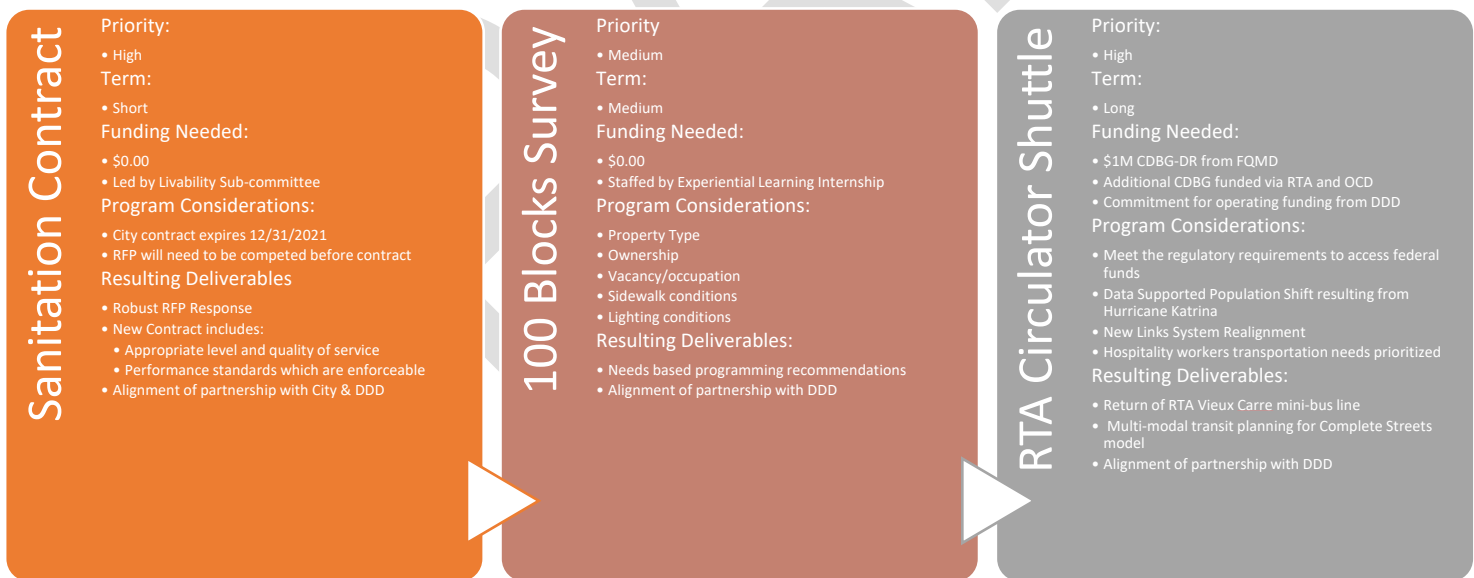 Sanitation Contract
Priority:
• High
Term:
• Short
Funding Needed:
• $0.00
• Led by Livability Sub-committee
Program Considerations:
• City contract expires 12/31/2021
• RFP will need to be competed before contract
Resulting Deliverables
• Robust RFP Response
• New Contract includes:
• Appropriate level and quality of service
• Performance standards which are enforceable
• Alignment of partnership with City & DDD
100 Blocks Survey
Priority
• Medium
Term:
• Medium
Funding Needed:
• $0.00
• Staffed by Experiential Learning Internship
Program Considerations:
• Property Type
• Ownership
• Vacancy/occupation
• Sidewalk conditions
• Lighting conditions
Resulting Deliverables:
• Needs based programming recommendations
• Alignment of partnership with DDD
RTA Circulator Shuttle
Priority:
• High
Term:
• Long
Funding Needed:
• $1M CDBG-DR from FQMD
• Additional CDBG funded via RTA and OCD
• Commitment for operating funding from DDD
Program Considerations:
• Meet the regulatory requirements to access federal
funds
• Data Supported Population Shift resulting from
Hurricane Katrina
• New Links System Realignment
• Hospitality workers transportation needs prioritized
Resulting Deliverables:
• Return of RTA Vieux Carre mini-bus line
• Multi-modal transit planning for Complete Streets
model
• Alignment of partnership with DDD